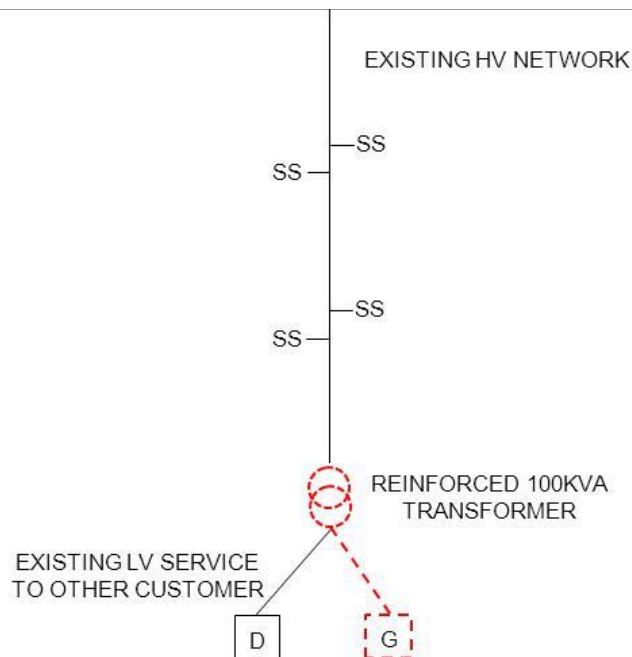 EXISTING HV NETWORK
SS
SS
SS
SS
REINFORCED 100KVA
TRANSFORMER
EXISTING LV SERVICE
TO OTHER CUSTOMER
D
G